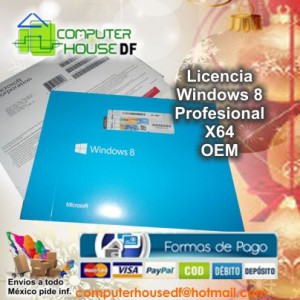 COMPUTER
HOUSE DF
Licencia
Windows 8
Profesional
X64
OEM
Windows 8
Microsoft
Envios a todo
México pide inf.
Formas de Pago
VISA
PayPal
COD
DÉBITO
DEPÓSITO
computerhousedf@hotmail.com